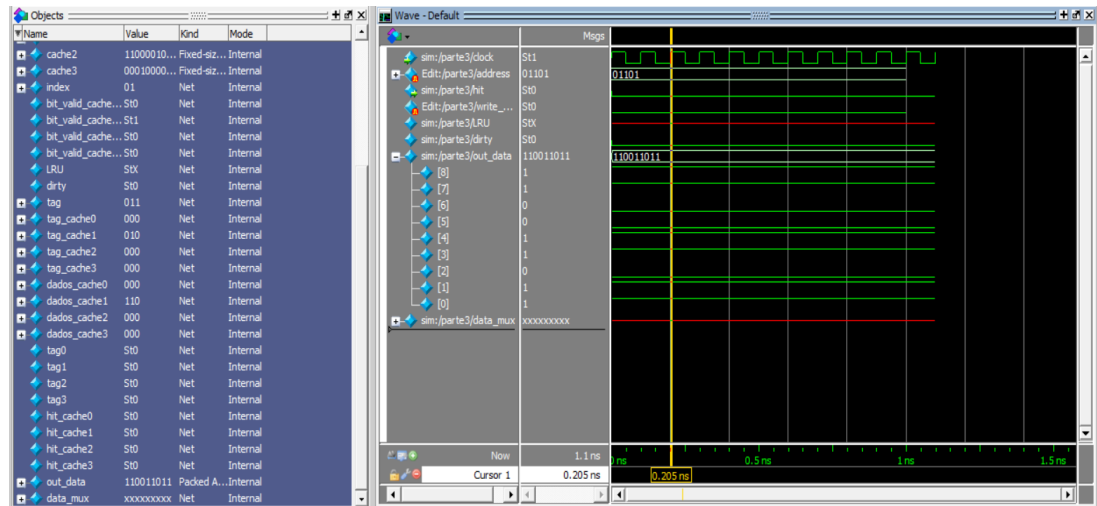 Objects
Name Value Kind Mode
cache2 11000010... Fixed-siz... Internal
cache3 00010000... Fixed-siz... Internal
index 01 Net Internal
bit_valid_cache... St0 Net Internal
bit_valid_cache... St1 Net Internal
bit_valid_cache... St0 Net Internal
bit_valid_cache... St0 Net Internal
LRU StX Net Internal
dirty St0 Net Internal
tag 011 Net Internal
tag_cache0 000 Net Internal
tag_cache1 010 Net Internal
tag_cache2 000 Net Internal
tag_cache3 000 Net Internal
dados_cache0 000 Net Internal
dados_cache1 110 Net Internal
dados_cache2 000 Net Internal
dados_cache3 000 Net Internal
tag0 St0 Net Internal
tag1 St0 Net Internal
tag2 St0 Net Internal
tag3 St0 Net Internal
hit_cache0 St0 Net Internal
hit_cache1 St0 Net Internal
hit_cache2 St0 Net Internal
hit_cache3 St0 Net Internal
out_data 110011011 Packed A... Internal
data_mux xxxxxxxxx Net Internal
Wave - Default
Msgs
sim:/parte3/clock St1
Edit:/parte3/address 01101 01101
sim:/parte3/hit St0
Edit:/parte3/write_... St0
sim:/parte3/LRU StX
sim:/parte3/dirty St0
sim:/parte3/out_data 110011011 110011011
[8] 1
[7] 1
[6] 0
[5] 0
[4] 1
[3] 1
[2] 0
[1] 1
[0] 1
sim:/parte3/data_mux xxxxxxxxx
Now 1.1 ns ns 0.5 ns 1 ns 1.5 ns
Cursor 1 0.205 ns 0.205 ns